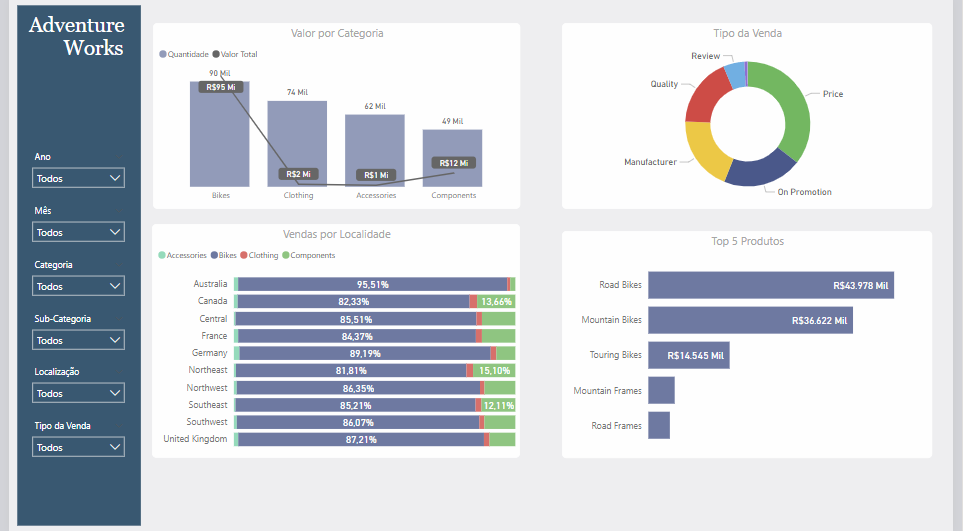 Adventure
Works
Ano
Todos
Mês
Todos
Categoria
Todos
Sub-Categoria
Todos
Localização
Todos
Tipo da Venda
Todos
Valor por Categoria
Quantidade Valor Total
90 Mil
R$95 Mi
74 Mil
62 Mil
49 Mil
R$2 Mi
R$1 Mi
R$12 Mi
Bikes Clothing Accessories Components
Tipo da Venda
Review
Quality
Price
Manufacturer
On Promotion
Vendas por Localidade
Accessories Bikes Clothing Components
Australia 95,51%
Canada 82,33% 13,66%
Central 85,51%
France 84,37%
Germany 89,19%
Northeast 81,81% 15,10%
Northwest 86,35%
Southeast 85,21% 12,11%
Southwest 86,07%
United Kingdom 87,21%
Top 5 Produtos
Road Bikes R$43.978 Mil
Mountain Bikes R$36.622 Mil
Touring Bikes R$14.545 Mil
Mountain Frames
Road Frames